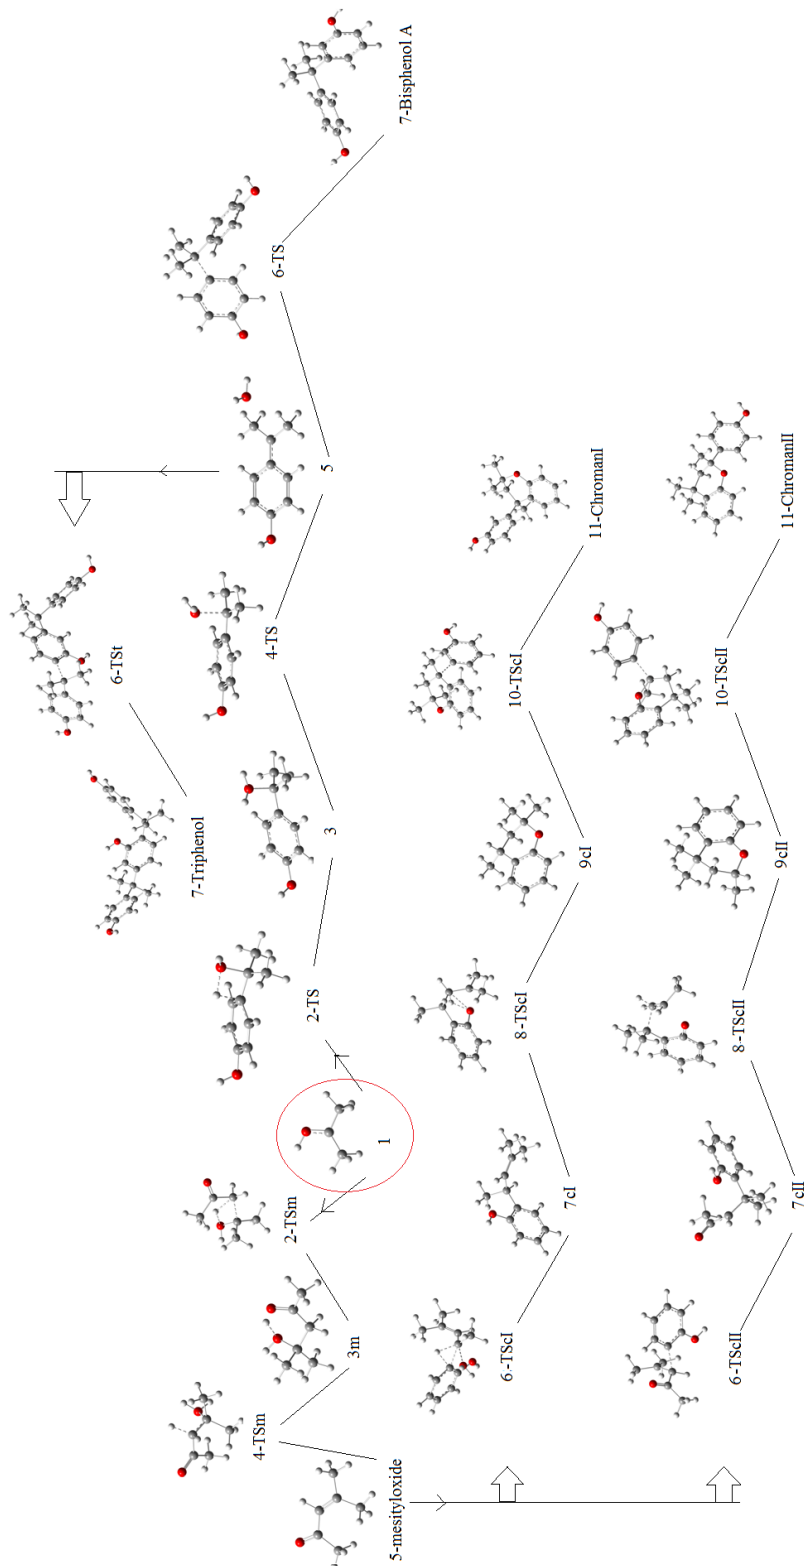 7-Triphenol
6-TSt
5-mesityloxide
4-TSm
3m
2-TSm
1
2-TS
3
4-TS
5
6-TS
7-Bisphenol A
6.-TScI
7cI
8-TScI
9cI
10-TScI
11-ChromanI
6-TScII
7cII
8-TScII
9cII
10-TScII
11-ChromanII